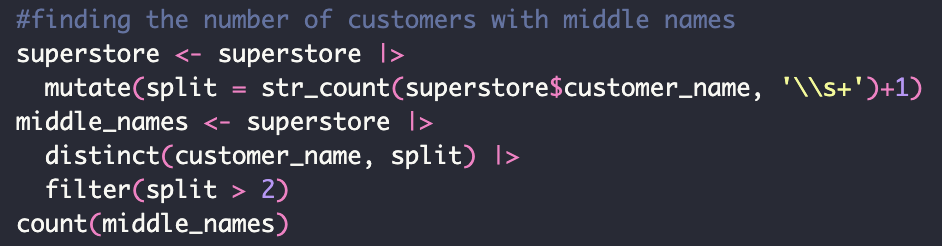 #finding the number of customers with middle names
superstore <- superstore |>
  mutate(split = str_count(superstore$customer_name, '\\s+')+1)
middle_names <- superstore |>
  distinct(customer_name, split) |>
  filter(split > 2)
count(middle_names)